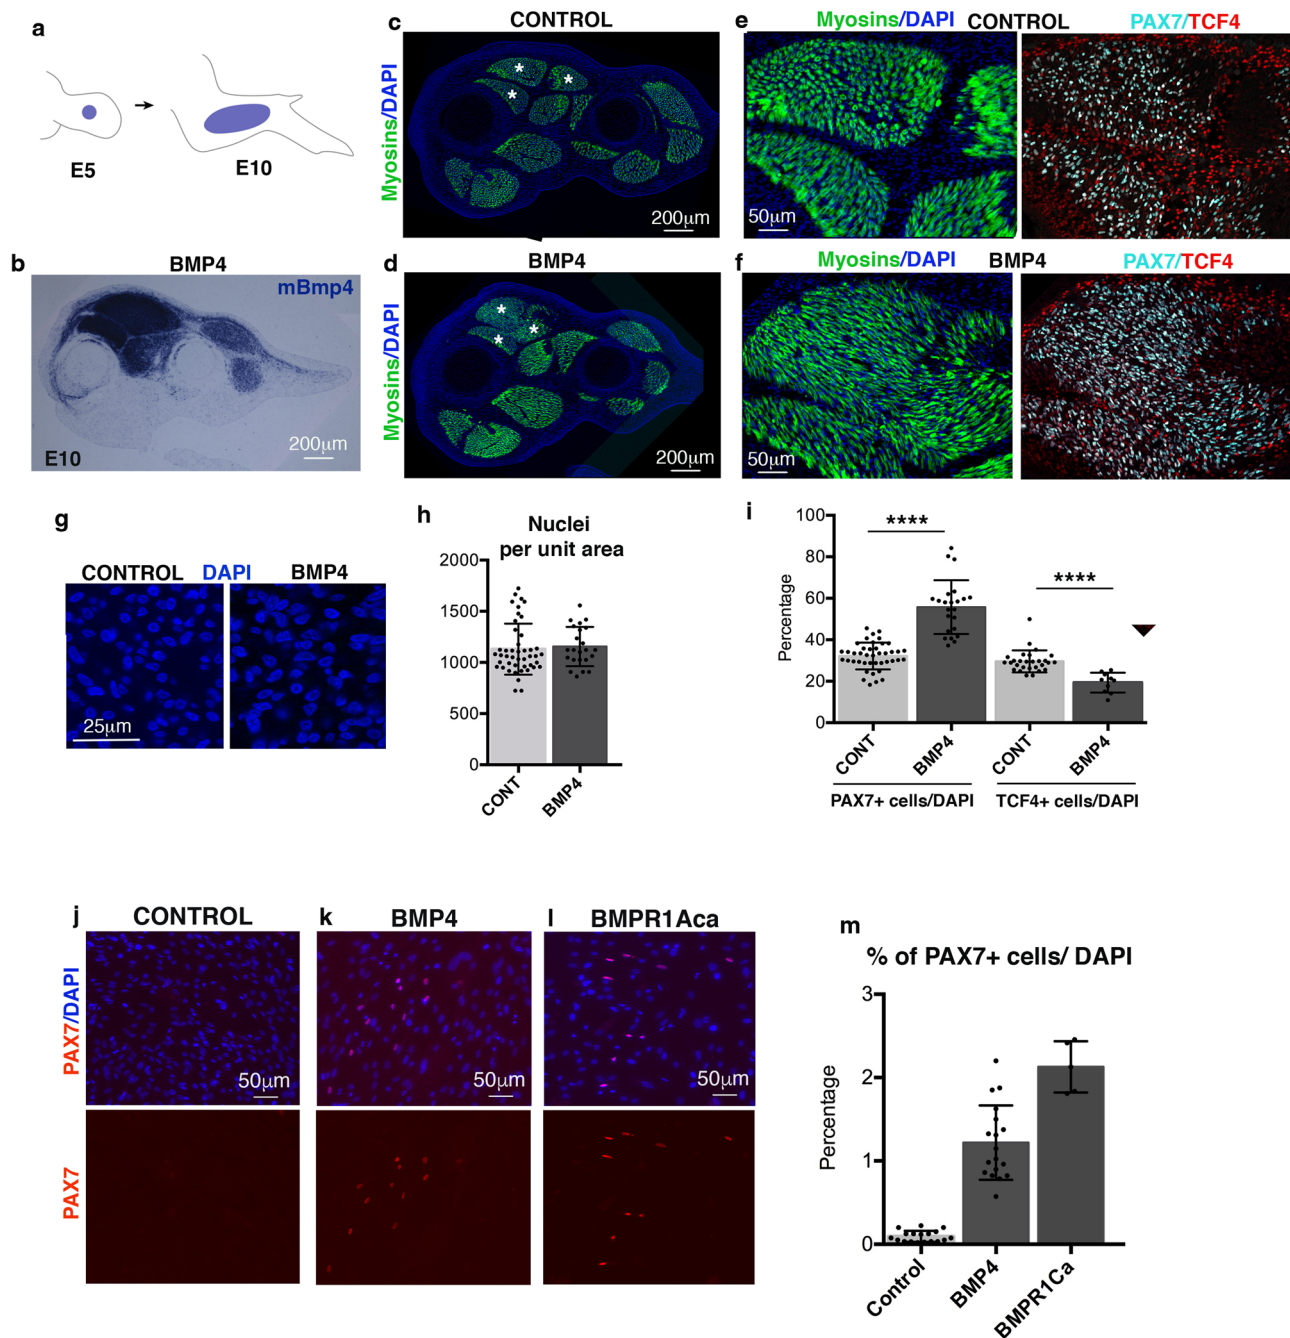 a
E5
E10
b
BMP4
mBmp4
E10
200µm
c
CONTROL
Myosins/DAPI
200µm
d
BMP4
Myosins/DAPI
200µm
e
Myosins/DAPI
CONTROL
PAX7/TCF4
50µm
f
Myosins/DAPI
BMP4
PAX7/TCF4
50µm
g
CONTROL
DAPI
BMP4
25µm
h
Nuclei
per unit area
2000
1500
1000
500
0
CONT
BMP4
i
Percentage
100
80
60
40
20
0
****
****
CONT
BMP4
CONT
BMP4
PAX7+ cells/DAPI
TCF4+ cells/DAPI
j
CONTROL
PAX7/DAPI
50µm
PAX7
k
BMP4
50µm
l
BMPR1Aca
50µm
m
% of PAX7+ cells/ DAPI
Percentage
3
2
1
0
Control
BMP4
BMPR1Ca